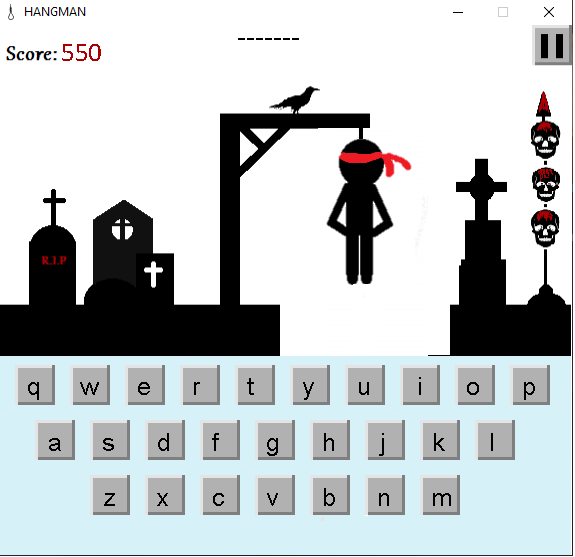 HANGMAN
-------
Score: 550
R.I.P
q w e r t y u i o p
a s d f g h j k l
z x c v b n m